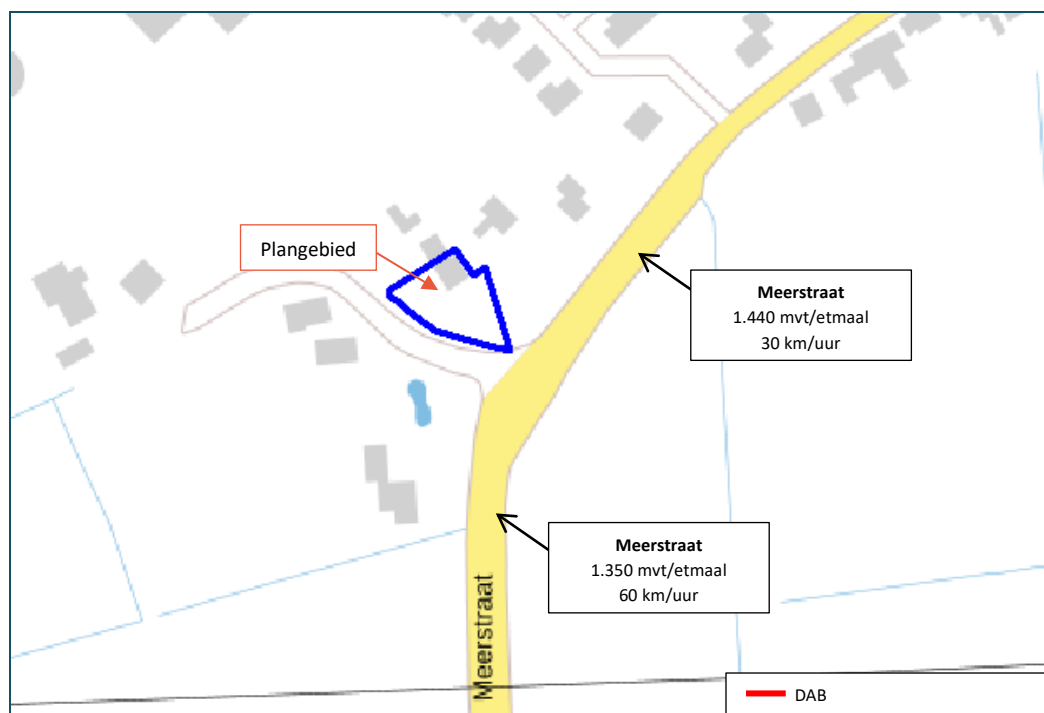 Plangebied
Meerstraat
1.440 mvt/etmaal
30 km/uur
Meerstraat
1.350 mvt/etmaal
60 km/uur
Meerstraat
DAB